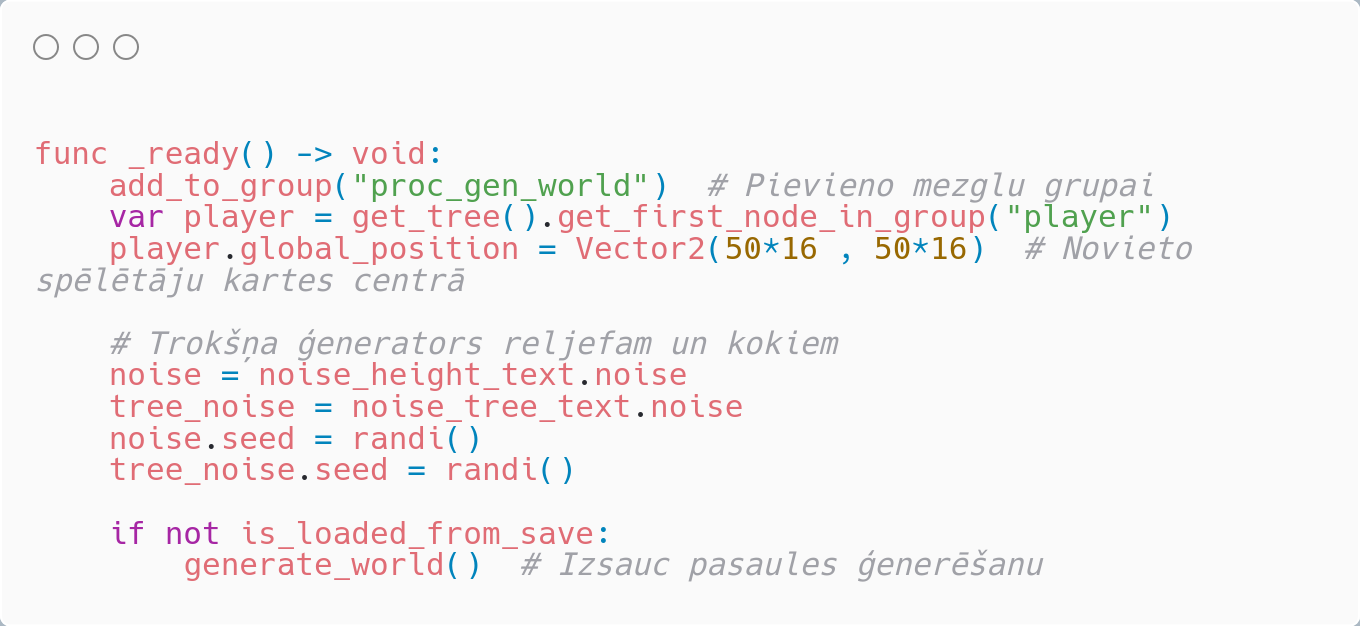 func _ready() -> void:
    add_to_group("proc_gen_world")  # Pievieno mezglu grupai
    var player = get_tree().get_first_node_in_group("player")
    player.global_position = Vector2(50*16 , 50*16)  # Novieto
spēlētāju kartes centrā
    # Trokšņa ģenerators reljefam un kokiem
    noise = noise_height_text.noise
    tree_noise = noise_tree_text.noise
    noise.seed = randi()
    tree_noise.seed = randi()
    if not is_loaded_from_save:
        generate_world()  # Izsauc pasaules ģenerēšanu